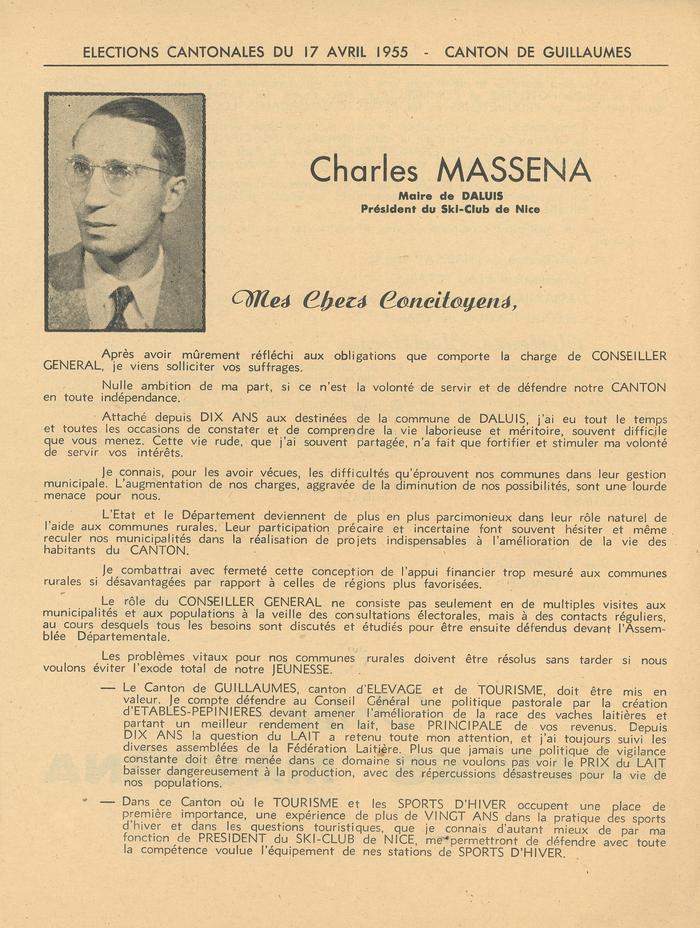 ELECTIONS CANTONALES DU 17 AVRIL 1955 - CANTON DE GUILLAUMES
Charles MASSENA
Maire de DALUIS
Président du Ski-Club de Nice
Mes Chers Concitoyens,
Après avoir mûrement réfléchi aux obligations que comporte la charge de CONSEILLER
GENERAL, je viens solliciter vos suffrages.
Nulle ambition de ma part, si ce n'est la volonté de servir et de défendre notre CANTON
en toute indépendance.
Attaché depuis DIX ANS aux destinées de la commune de DALUIS, j'ai eu tout le temps
et toutes les occasions de constater et de comprendre la vie laborieuse et méritoire, souvent difficile
que vous menez. Cette vie rude, que j'ai souvent partagée, n'a fait que fortifier et stimuler ma volonté
de servir vos intérêts.
Je connais, pour les avoir vécues, les difficultés qu'éprouvent nos communes dans leur gestion
municipale. L'augmentation de nos charges, aggravée de la diminution de nos possibilités, sont une lourde
menace pour nous.
L'Etat et le Département deviennent de plus en plus parcimonieux dans leur rôle naturel de
l'aide aux communes rurales. Leur participation précaire et incertaine font souvent hésiter et même
reculer nos municipalités dans la réalisation de projets indispensables à l'amélioration de la vie des
habitants du CANTON.
Je combattrai avec fermeté cette conception de l'appui financier trop mesuré aux communes
rurales si désavantagées par rapport à celles de régions plus favorisées.
Le rôle du CONSEILLER GENERAL ne consiste pas seulement en de multiples visites aux
municipalités et aux populations à la veille des consultations électorales, mais à des contacts réguliers,
au cours desquels tous les besoins sont discutés et étudiés pour être ensuite défendus devant l'Assem-
blée Départementale.
Les problèmes vitaux pour nos communes rurales doivent être résolus sans tarder si nous
voulons éviter l'exode total de notre JEUNESSE.
— Le Canton de GUILLAUMES, canton d'ELEVAGE et de TOURISME, doit être mis en
valeur. Je compte défendre au Conseil Général une politique pastorale par la création
d'ETABLES-PEPINIERES devant amener l'amélioration de la race des vaches laitières et
partant un meilleur rendement en lait, base PRINCIPALE de vos revenus. Depuis
DIX ANS la question du LAIT a retenu toute mon attention, et j'ai toujours suivi les
diverses assemblées de la Fédération Laitière. Plus que jamais une politique de vigilance
constante doit être menée dans ce domaine si nous ne voulons pas voir le PRIX du LAIT
baisser dangereusement à la production, avec des répercussions désastreuses pour la vie de
nos populations.
— Dans ce Canton où le TOURISME et les SPORTS D'HIVER occupent une place de
première importance, une expérience de plus de VINGT ANS dans la pratique des sports
d'hiver et dans les questions touristiques, que je connais d'autant mieux de par ma
fonction de PRESIDENT du SKI-CLUB de NICE, me permettront de défendre avec toute
la compétence voulue l'équipement de nes stations de SPORTS D'HIVER.